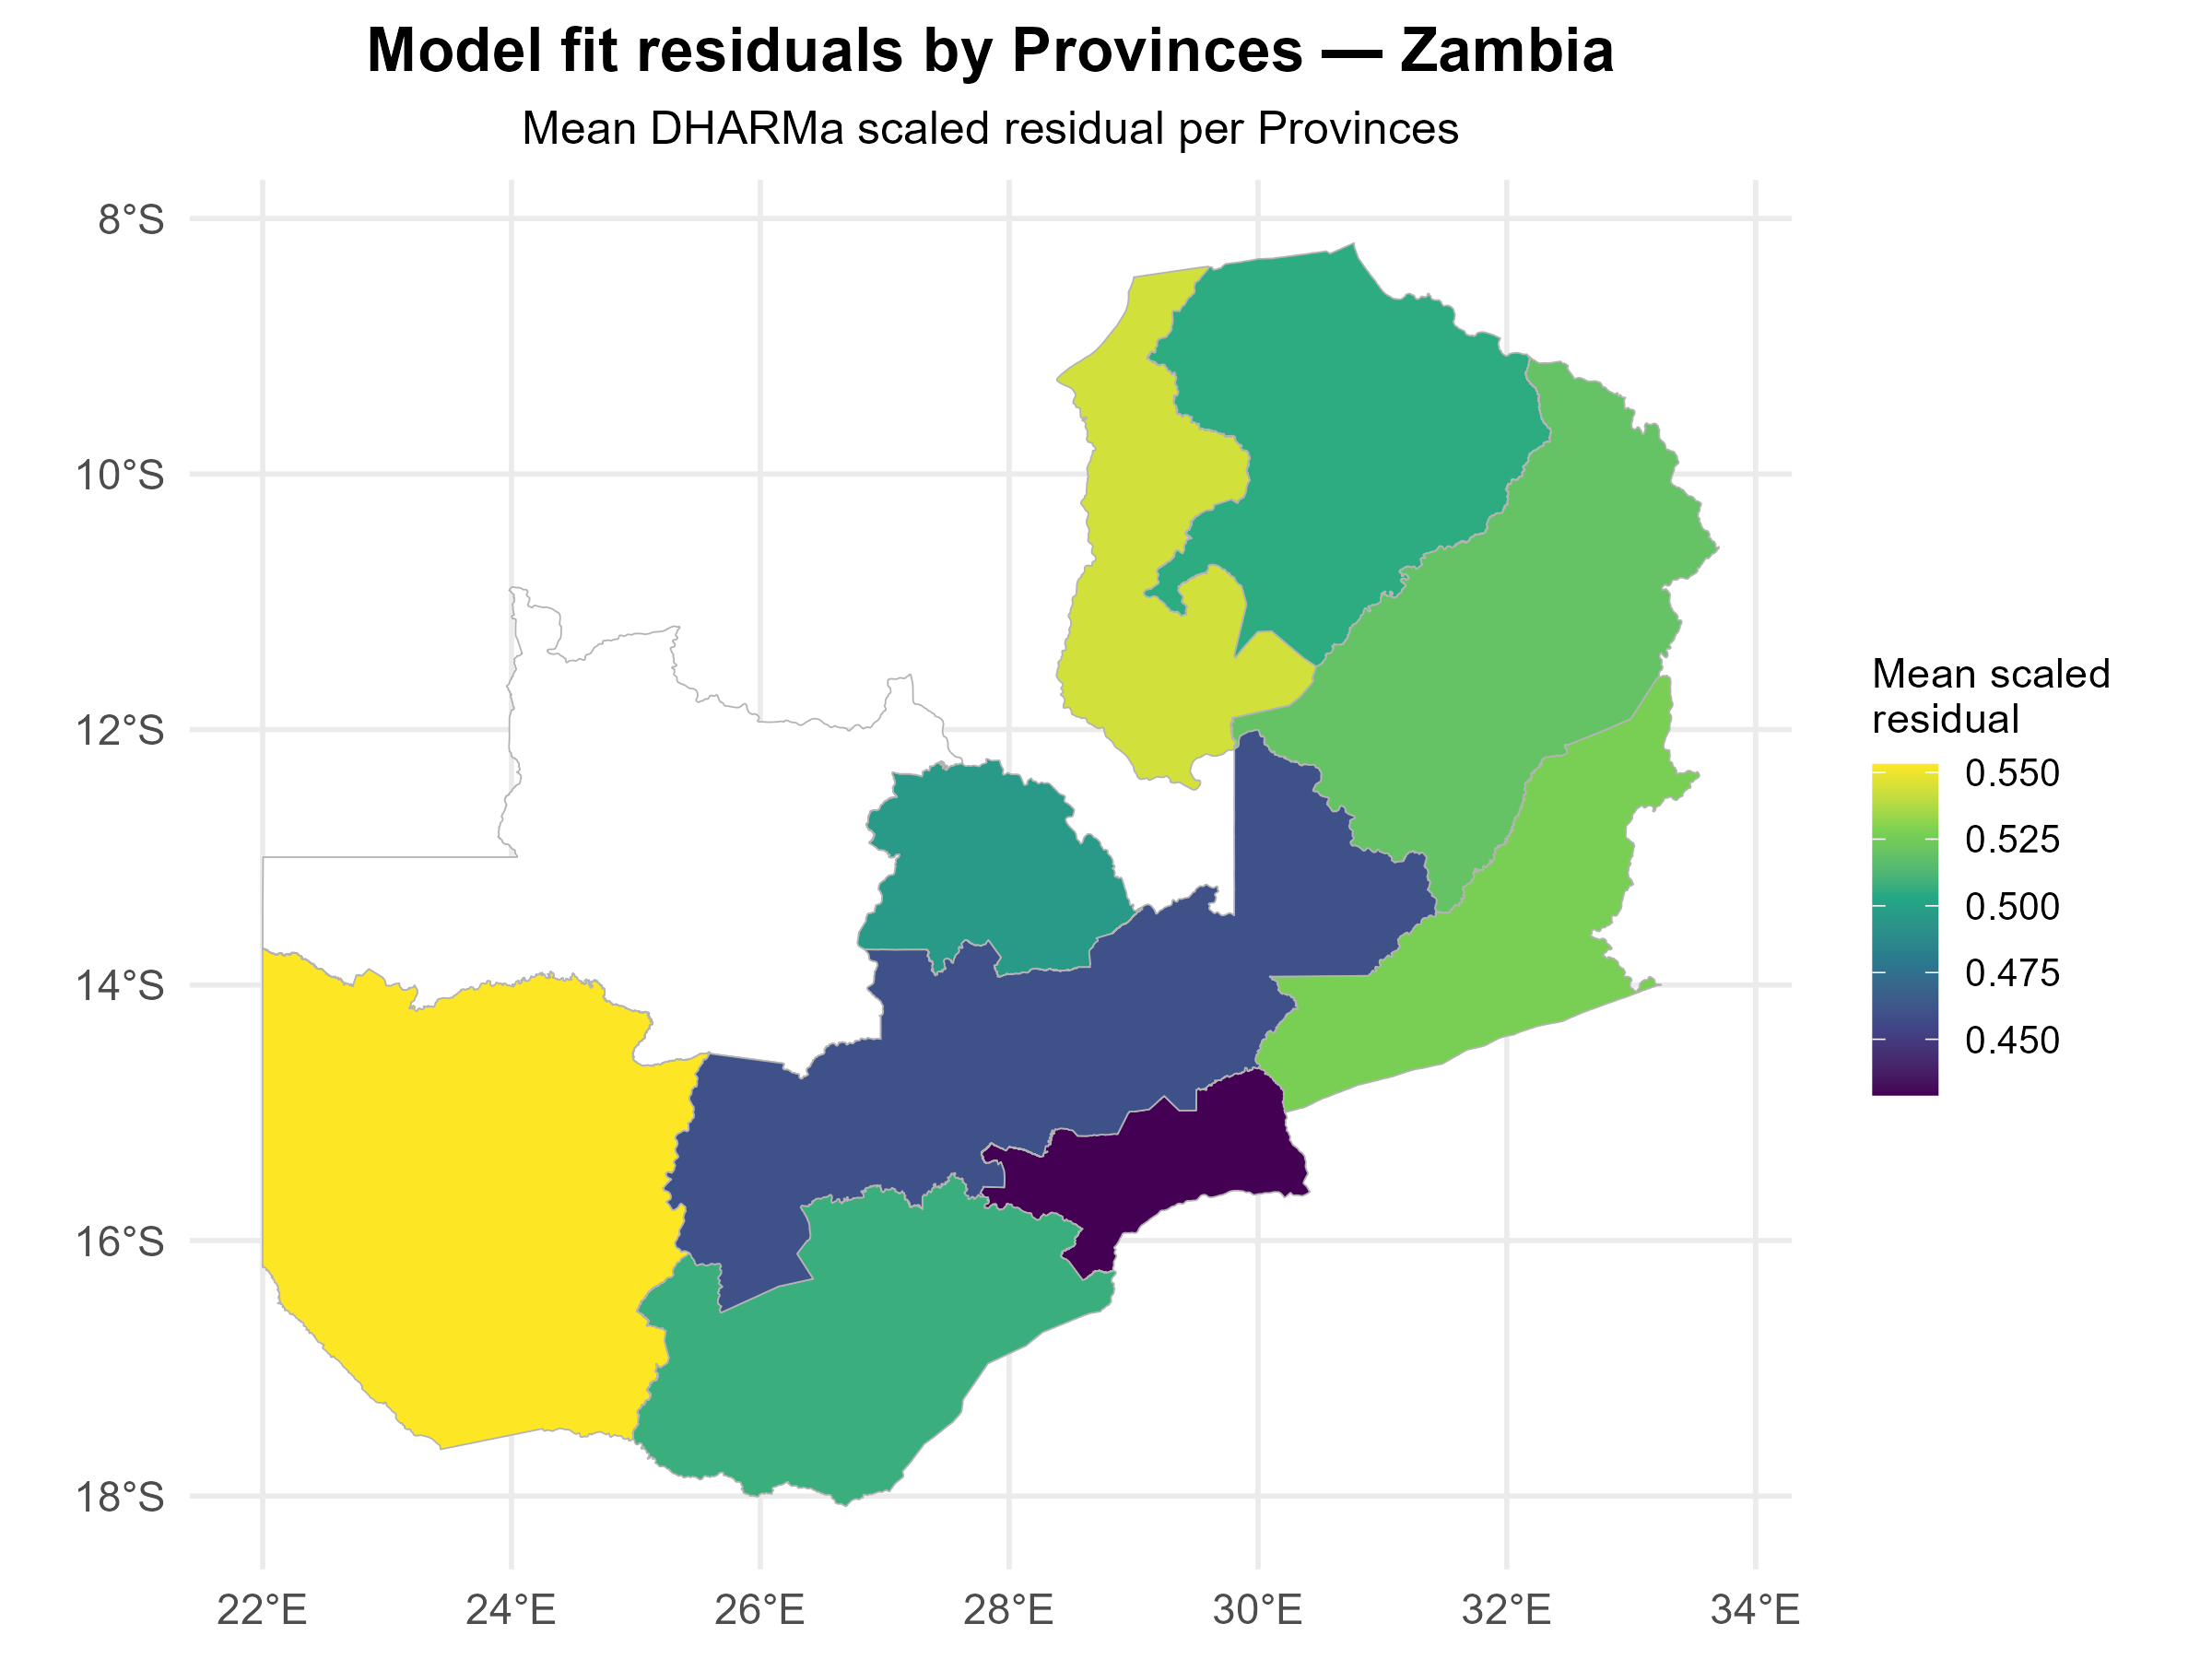 Model fit residuals by Provinces — Zambia
Mean DHARMa scaled residual per Provinces
8°S
10°S
12°S
14°S
16°S
18°S
22°E
24°E
26°E
28°E
30°E
32°E
34°E
Mean scaled
residual
0.550
0.525
0.500
0.475
0.450